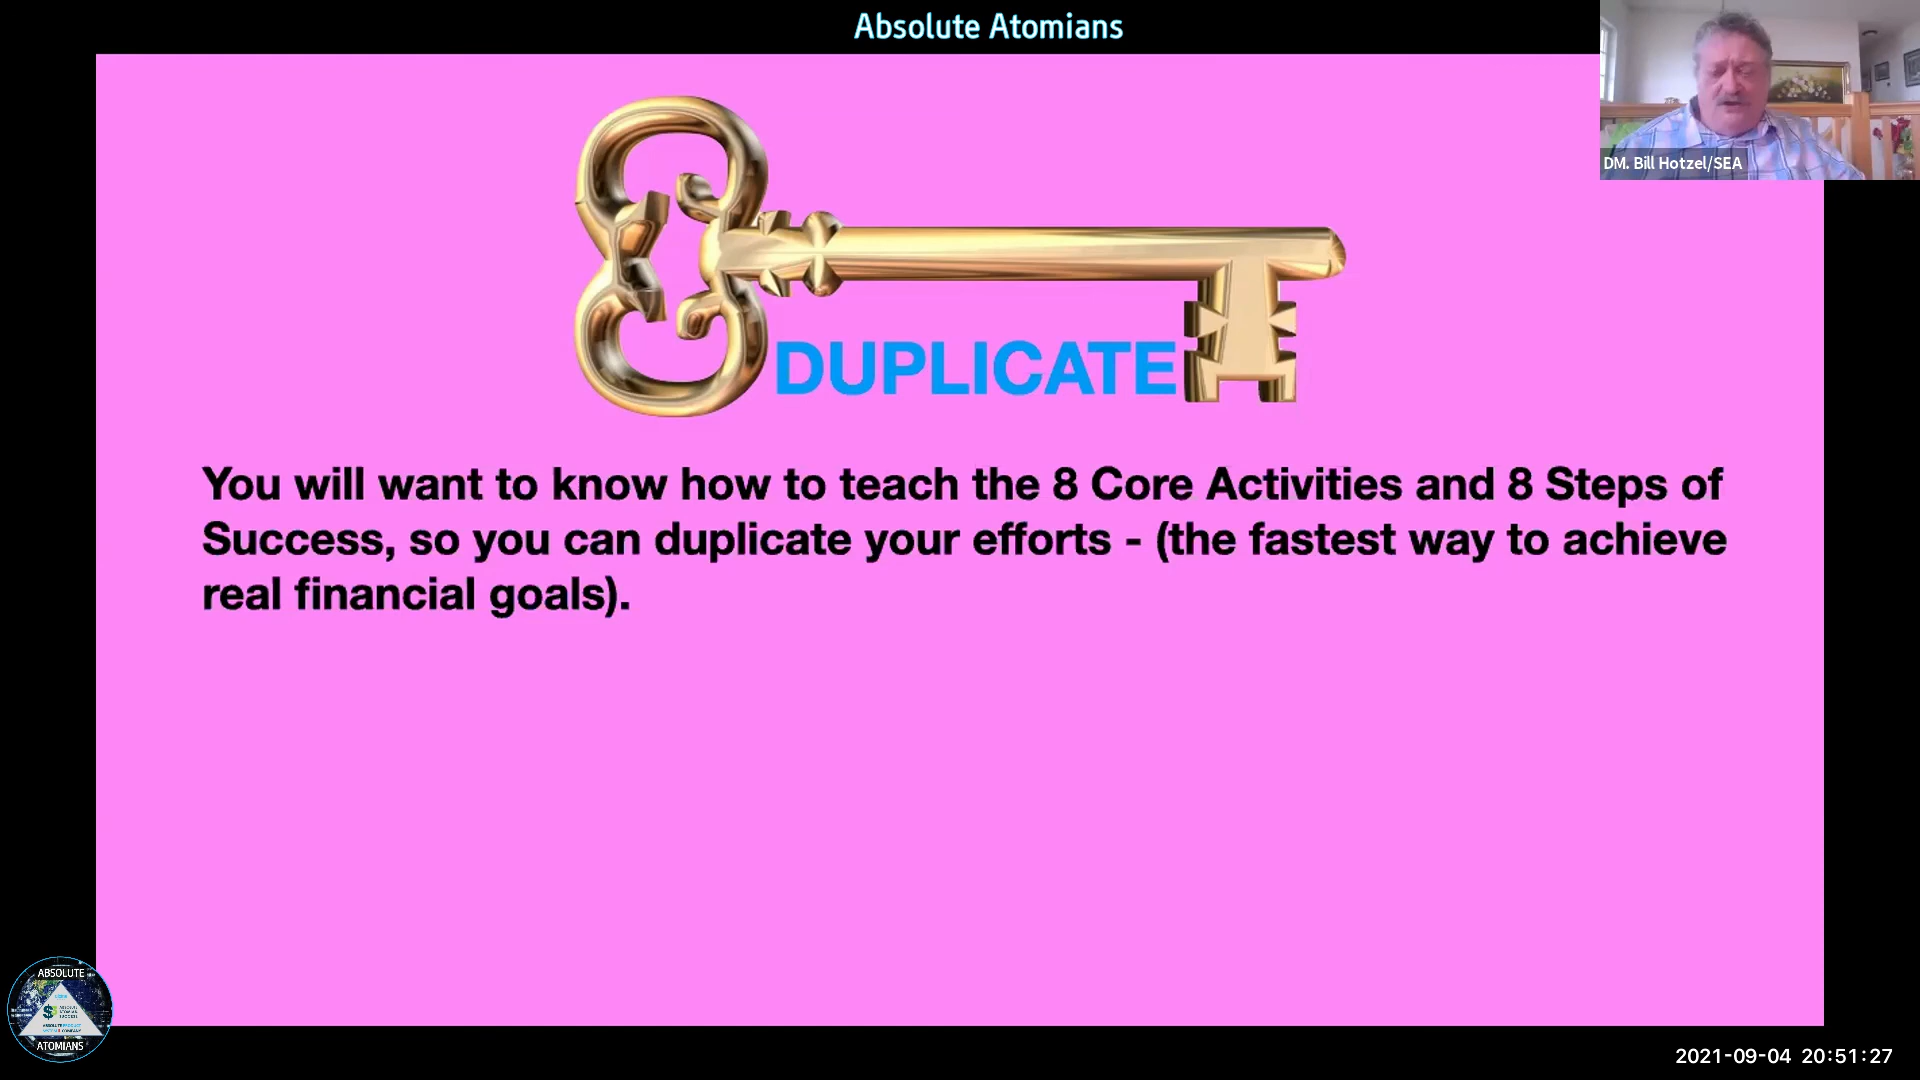 Absolute Atomians
DM. Bill Hotzel/SEA
DUPLICATE
You will want to know how to teach the 8 Core Activities and 8 Steps of
Success, so you can duplicate your efforts - (the fastest way to achieve
real financial goals).
ABSOLUTE
ATOMIANS
2021-09-04 20:51:27